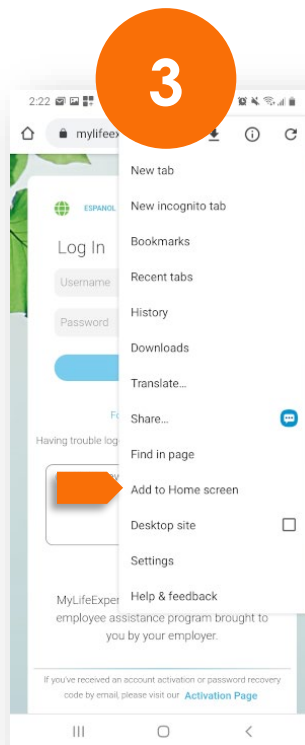 3
2:22
mylifeex
New tab
New incognito tab
Bookmarks
Recent tabs
History
Downloads
Translate...
Share...
Find in page
Add to Home screen
Desktop site
Settings
Help & feedback
ESPANOL
Log In
Username
Password
Fo
Having trouble log
MyLifeExper
employee assistance program brought to
you by your employer.
If you've received an account activation or password recovery
code by email, please visit our Activation Page